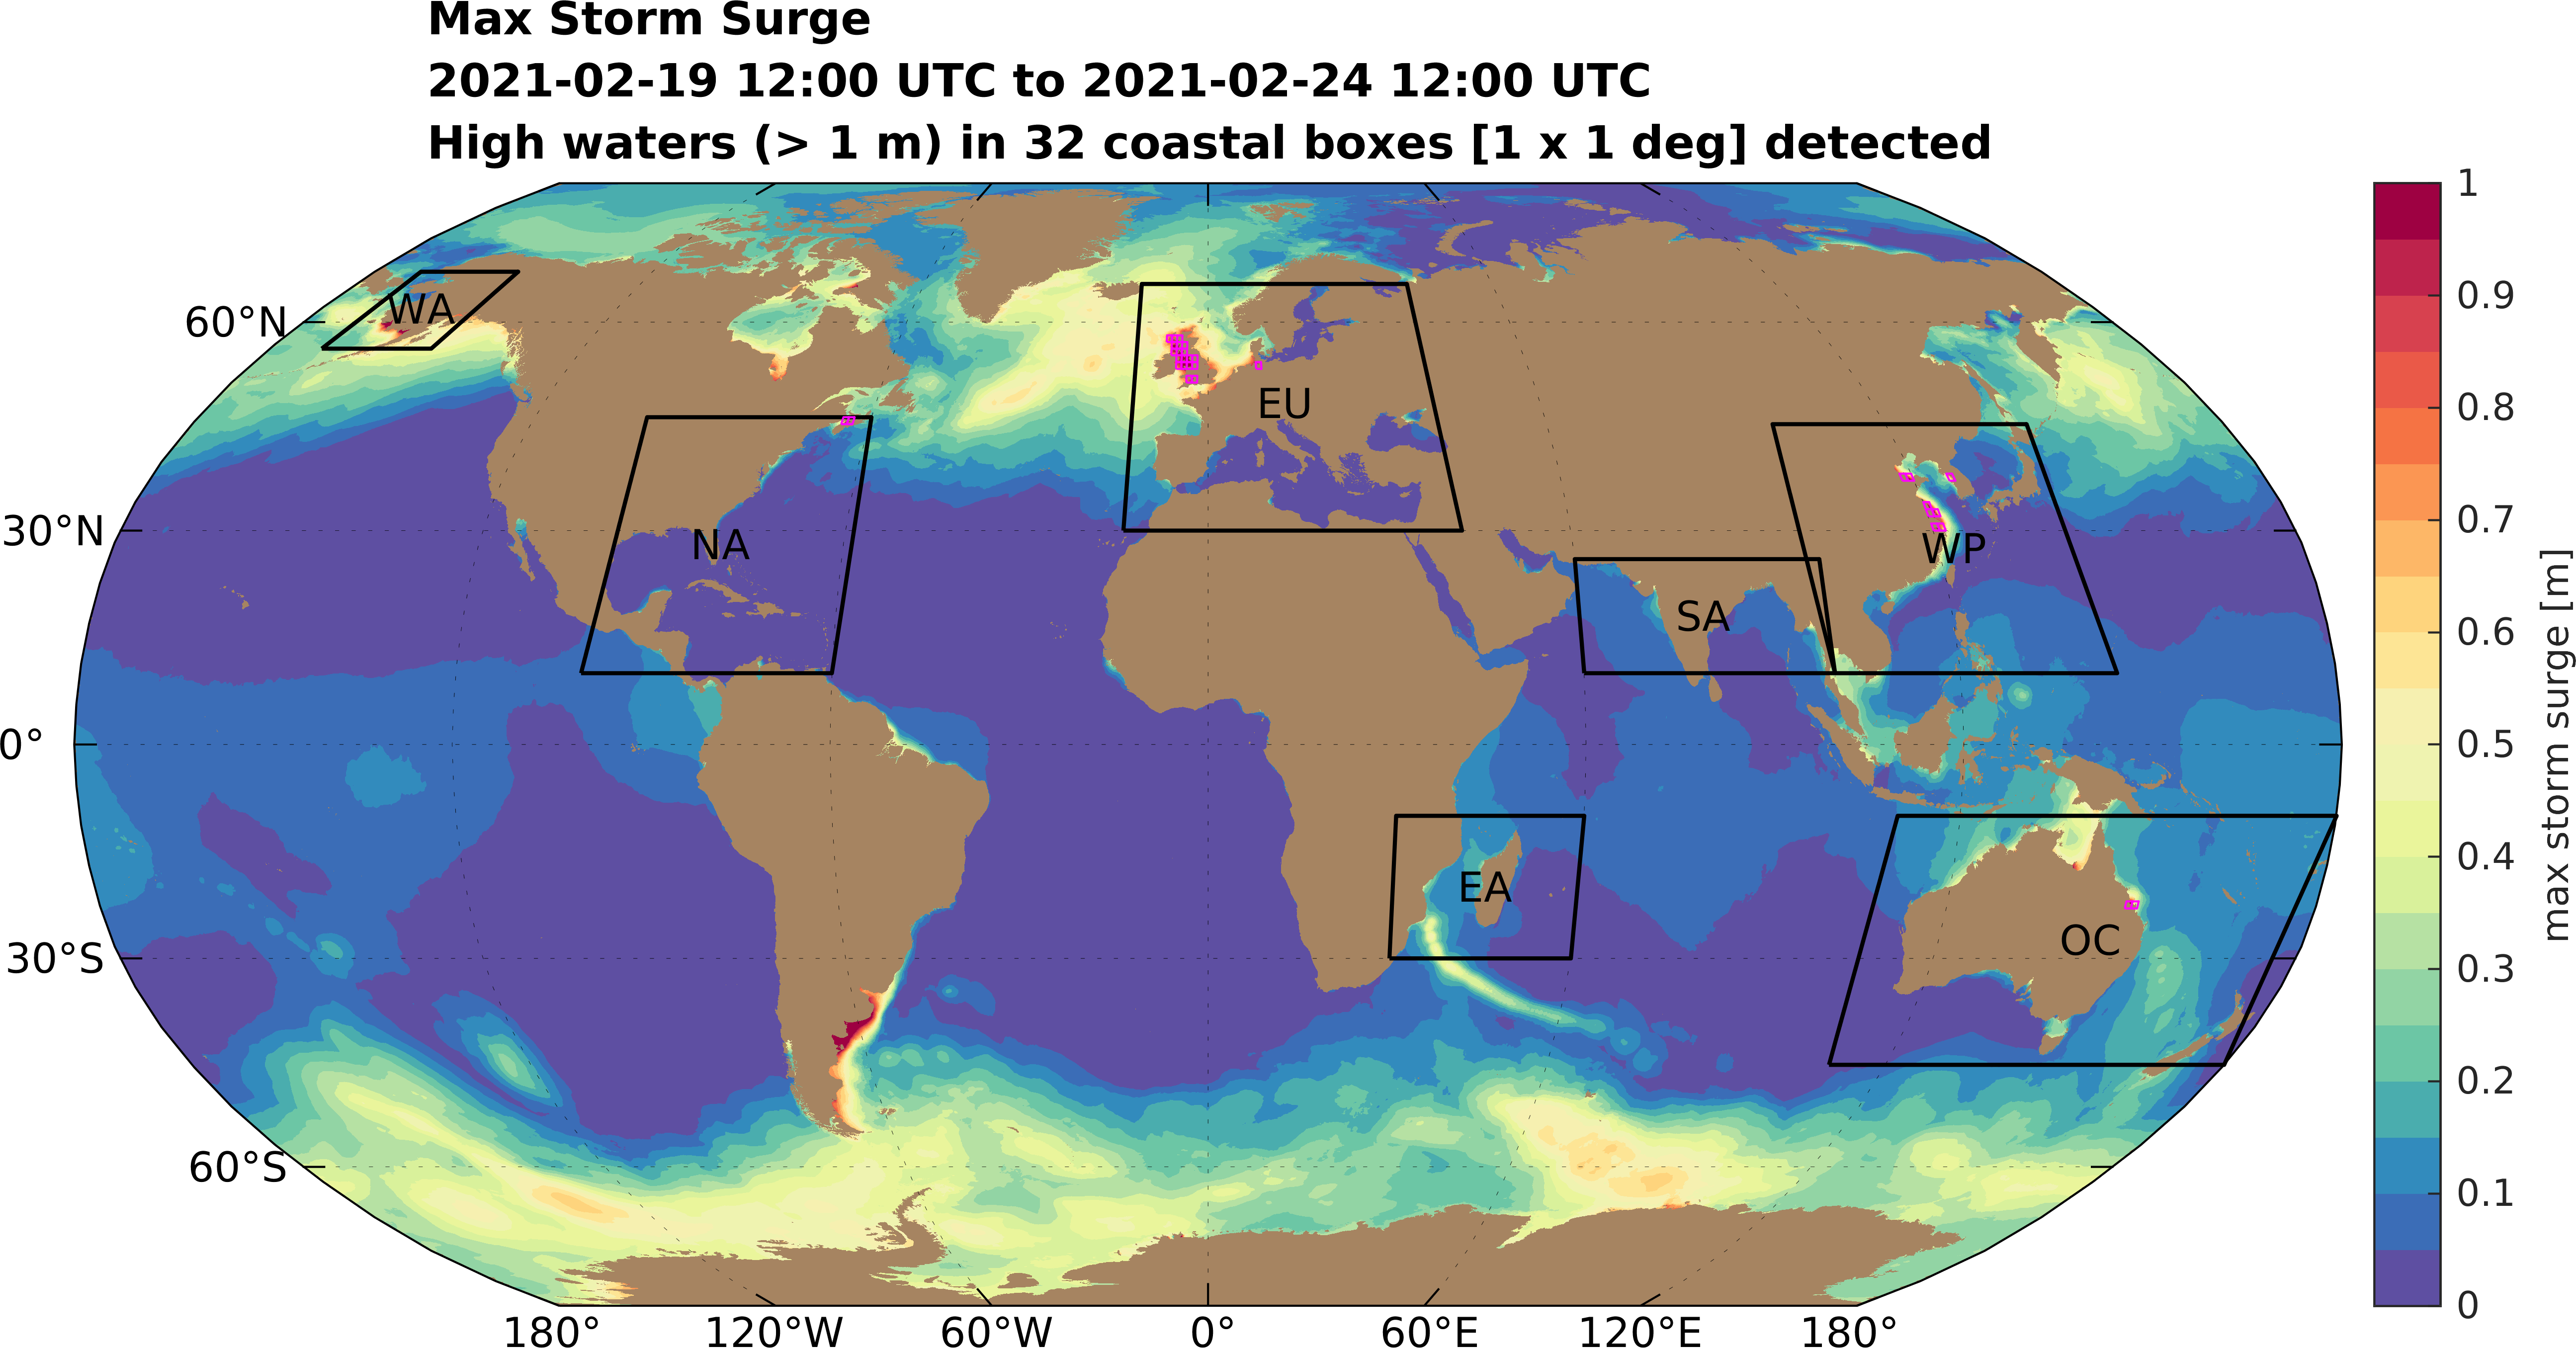 Max Storm Surge
2021-02-19 12:00 UTC to 2021-02-24 12:00 UTC
High waters (> 1 m) in 32 coastal boxes [1 x 1 deg] detected
60°N
30°N
0°
30°S
60°S
WA
NA
EU
SA
WP
EA
OC
180°
120°W
60°W
0°
60°E
120°E
180°
1
0.9
0.8
0.7
0.6
0.5
0.4
0.3
0.2
0.1
0
max storm surge [m]